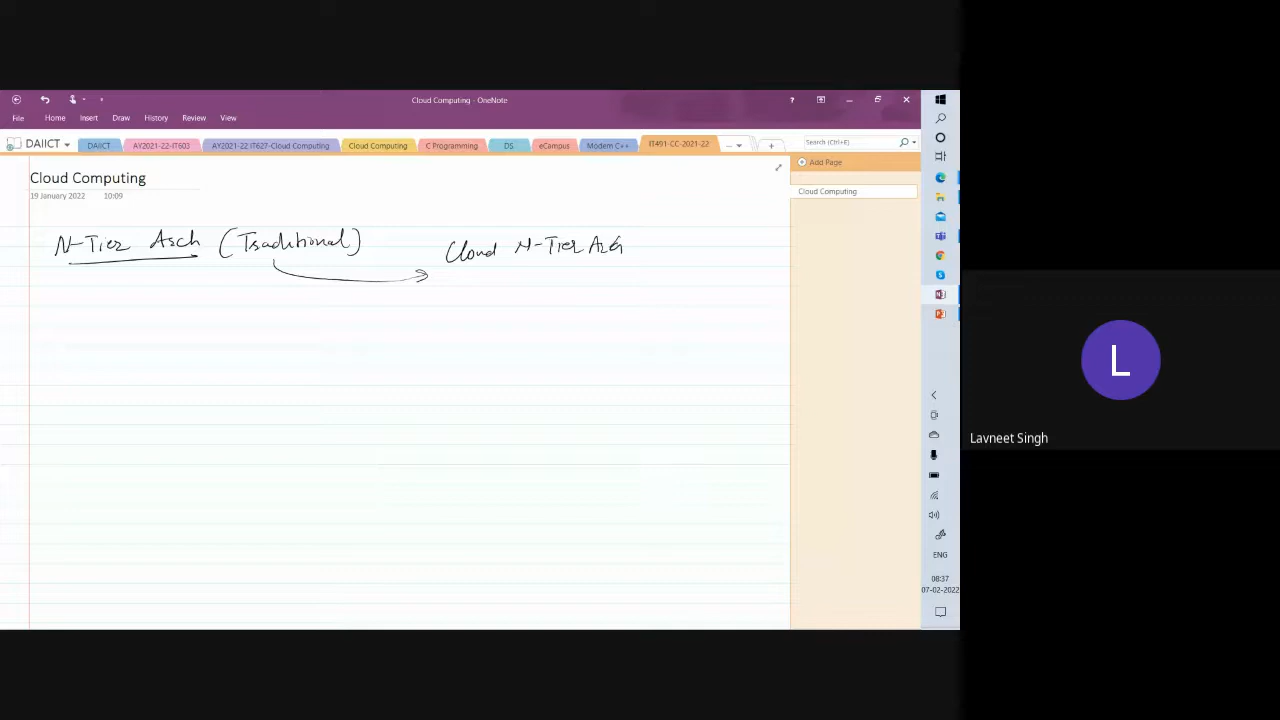 Cloud Computing - OneNote
?
File Home Insert Draw History Review View
DAIICT
DAIICT AY2021-22-IT603 AY2021-22 IT627-Cloud Computing Cloud Computing C Programming DS eCampus Modern C++ IT491-CC-2021-22
Search (Ctrl+E)
Add Page
Cloud Computing
Cloud Computing
19 January 2022 10:09
N-Tier Arch (Traditional) Cloud N-Tier Arch
L
Lavneet Singh
ENG
08:37
07-02-2022